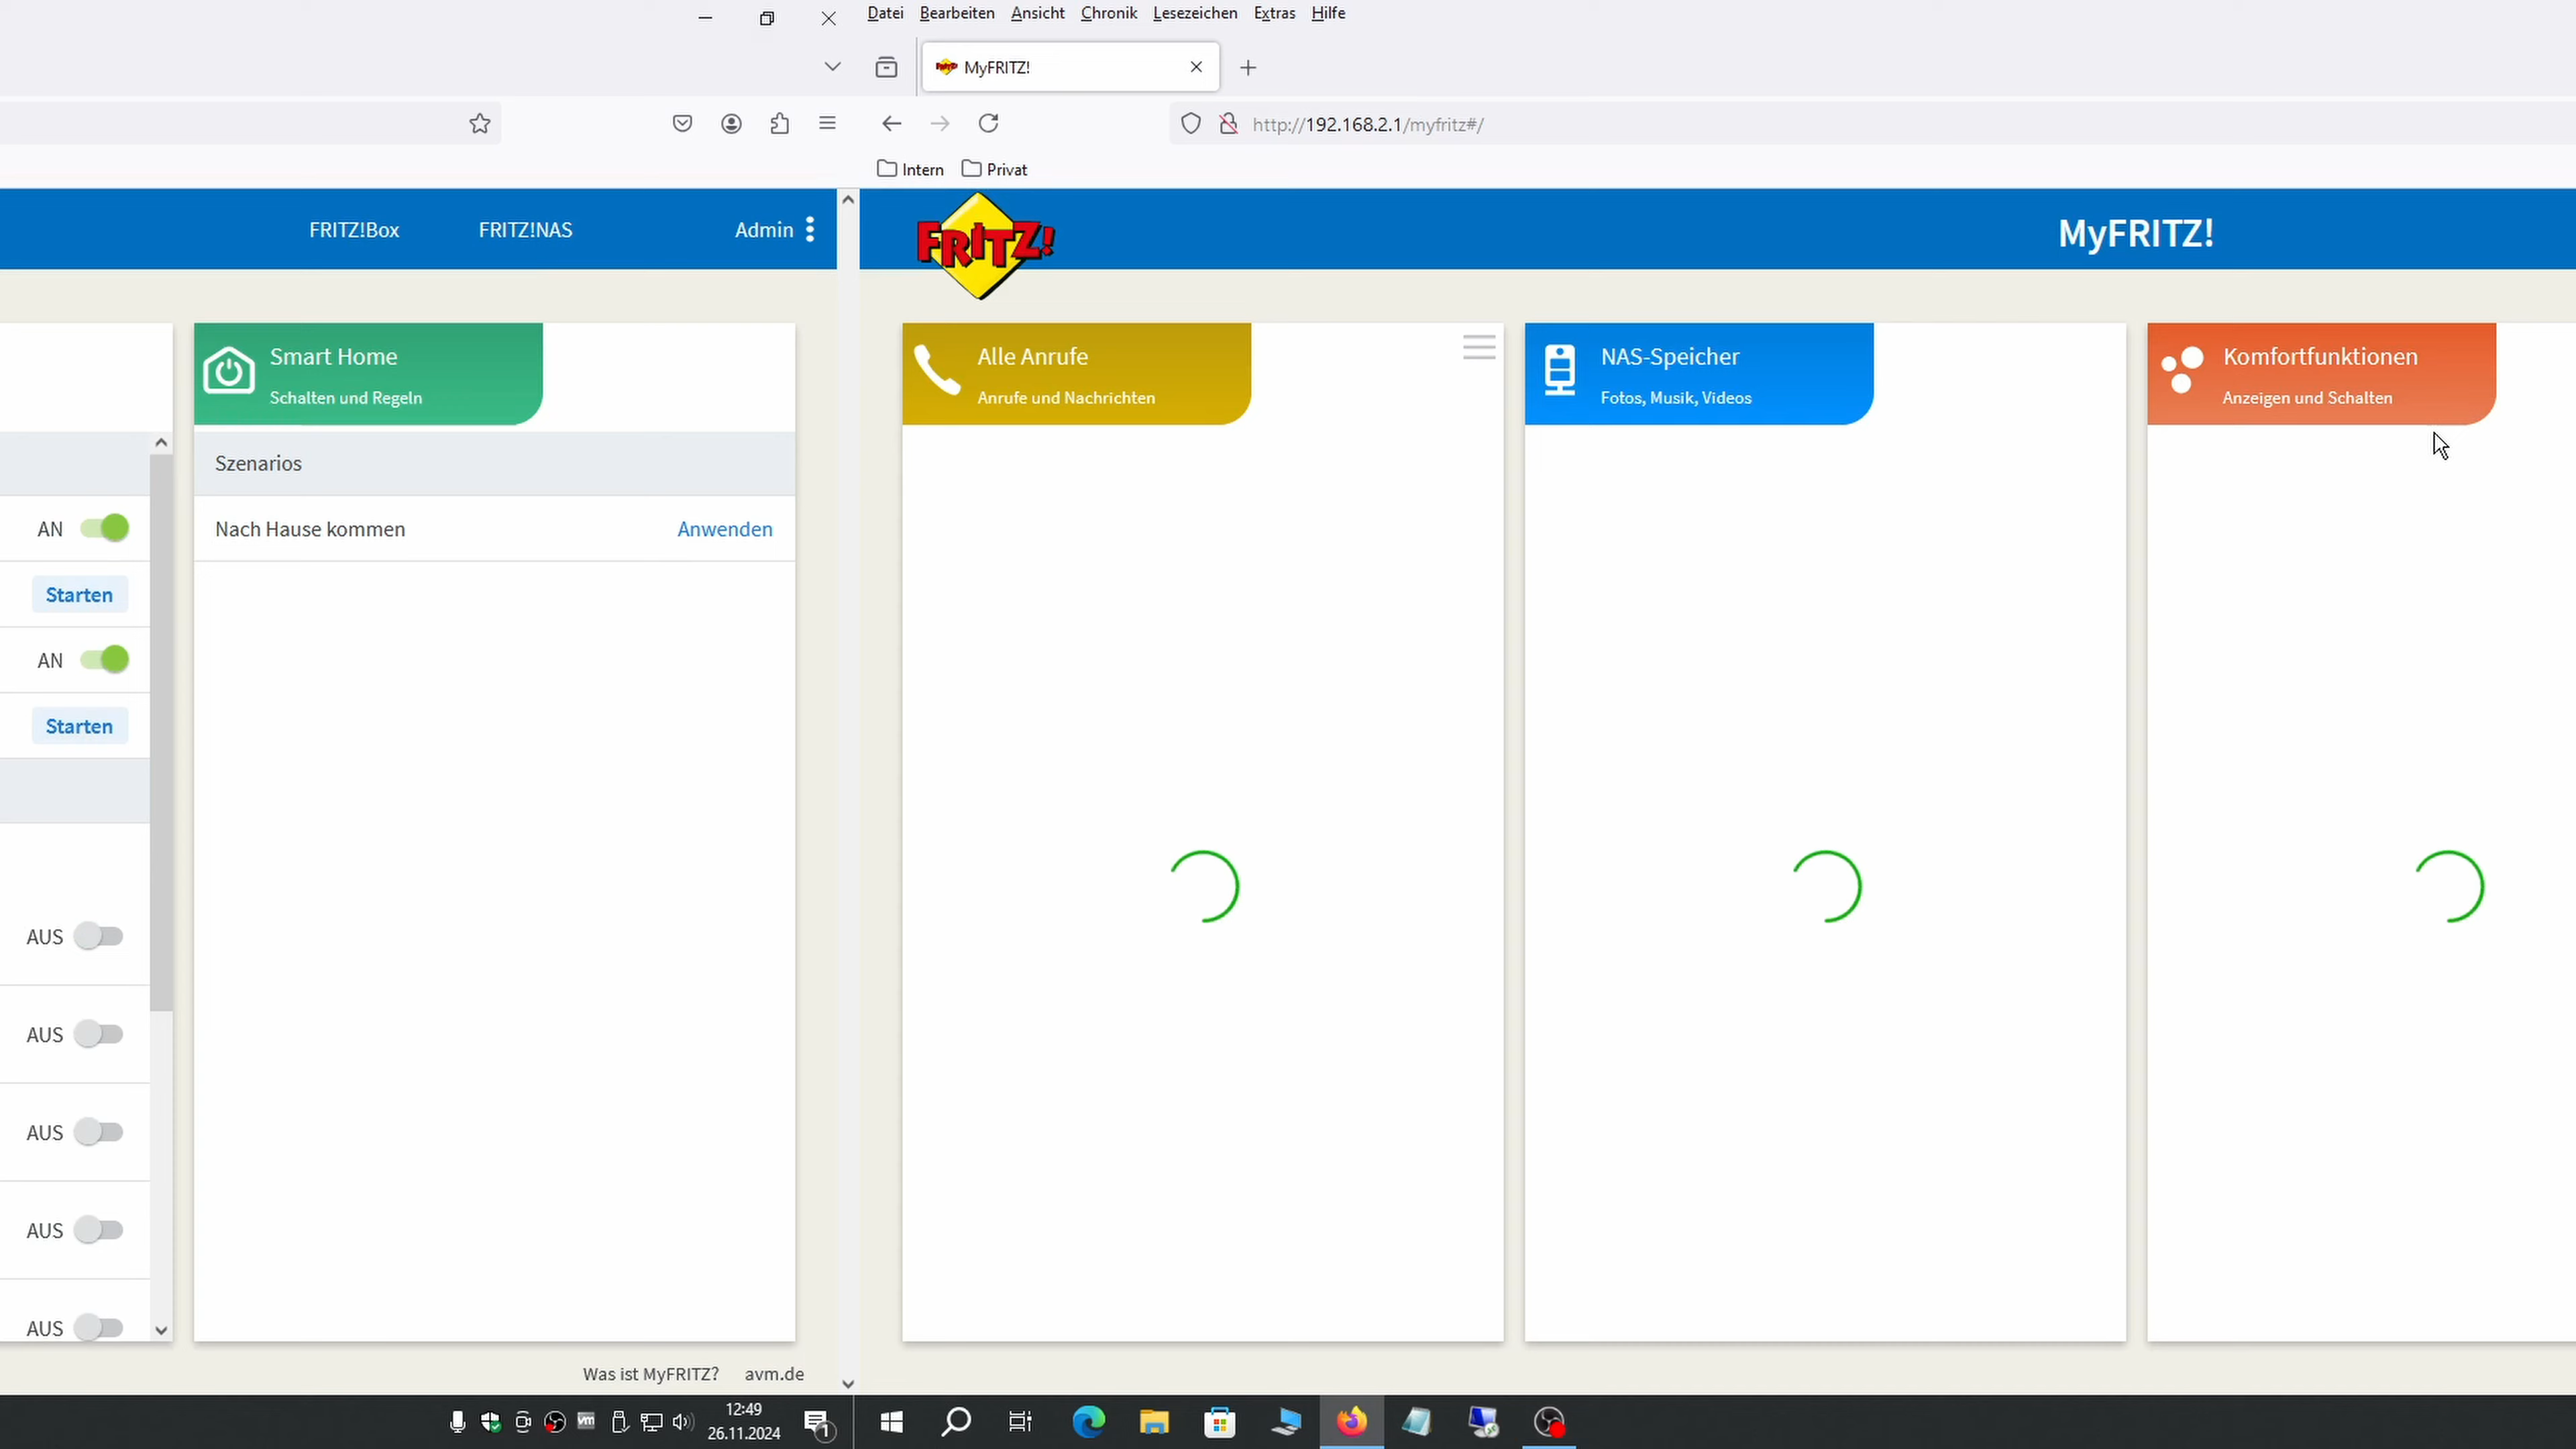 Datei Bearbeiten Ansicht Chronik Lesezeichen Extras Hilfe
MyFRITZ!
http://192.168.2.1/myfritz#/
Intern Privat
FRITZ!Box FRITZ!NAS Admin
FRITZ!
MyFRITZ!
Smart Home
Schalten und Regeln
Szenarios
Nach Hause kommen Anwenden
AN
Starten
AN
Starten
AUS
AUS
AUS
AUS
AUS
Alle Anrufe
Anrufe und Nachrichten
NAS-Speicher
Fotos, Musik, Videos
Komfortfunktionen
Anzeigen und Schalten
Was ist MyFRITZ? avm.de
vm
12:49
26.11.2024
1